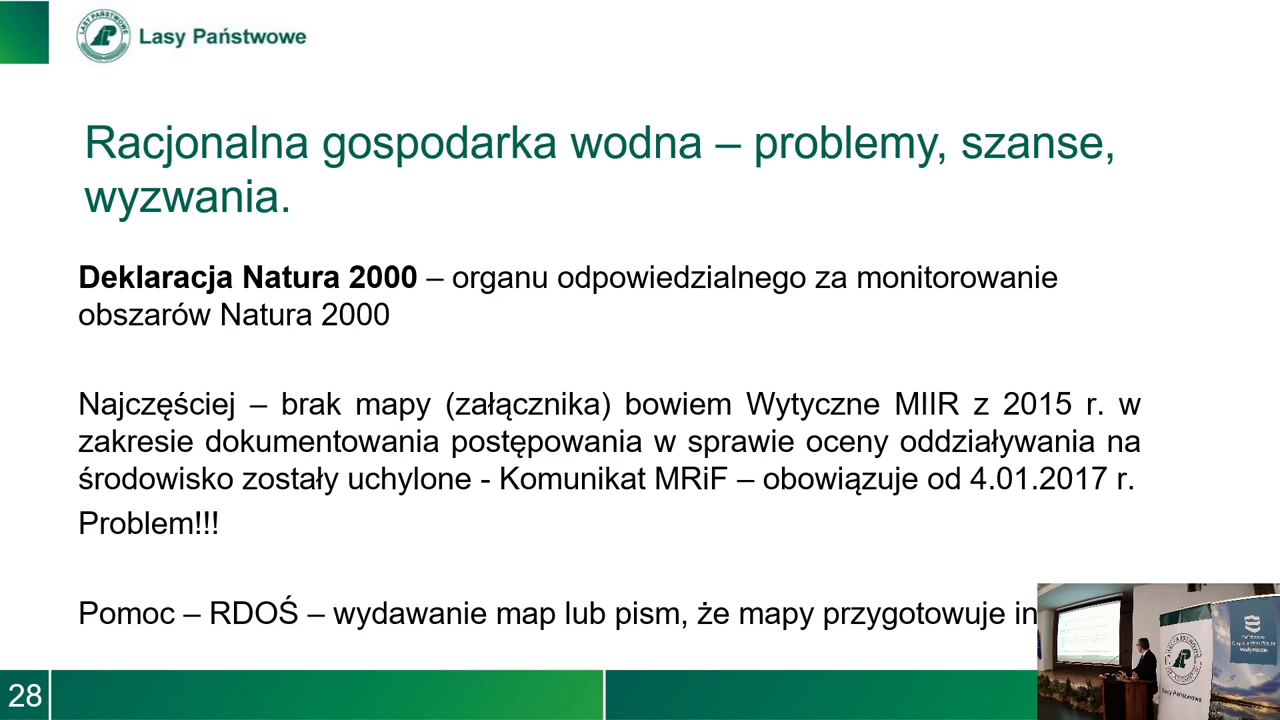 Lasy Państwowe
Racjonalna gospodarka wodna – problemy, szanse,
wyzwania.
Deklaracja Natura 2000 – organu odpowiedzialnego za monitorowanie
obszarów Natura 2000
Najczęściej – brak mapy (załącznika) bowiem Wytyczne MIIR z 2015 r. w
zakresie dokumentowania postępowania w sprawie oceny oddziaływania na
środowisko zostały uchylone - Komunikat MRiF – obowiązuje od 4.01.2017 r.
Problem!!!
Pomoc – RDOŚ – wydawanie map lub pism, że mapy przygotowuje in
28
Lasy Państwowe